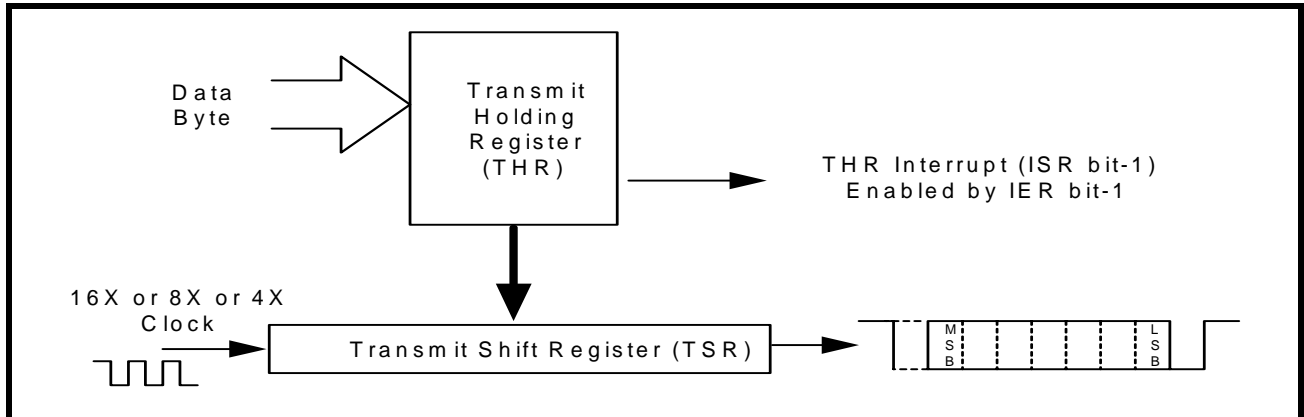 Data
Byte
Transmit
Holding
Register
(THR)
THR Interrupt (ISR bit-1)
Enabled by IER bit-1
16X or 8X or 4X
Clock
Transmit Shift Register (TSR)
M
S
B
L
S
B